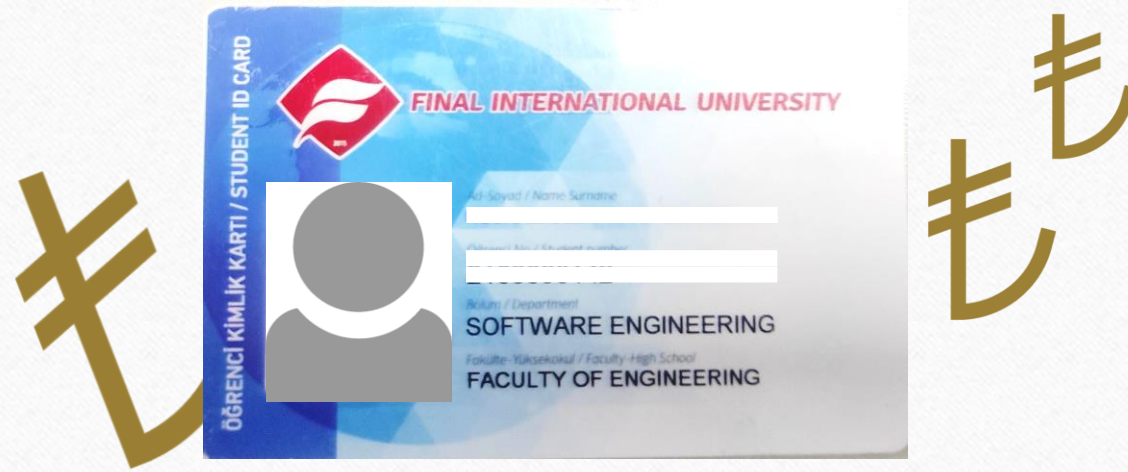 ÖĞRENCİ KİMLİK KARTI / STUDENT ID CARD
2015
FINAL INTERNATIONAL UNIVERSITY
Ad-Soyad / Name Surname
Öğrenci No / Student number
Bölüm / Department
SOFTWARE ENGINEERING
Fakülte-Yüksekokul / Faculty-High School
FACULTY OF ENGINEERING
₺
₺
₺